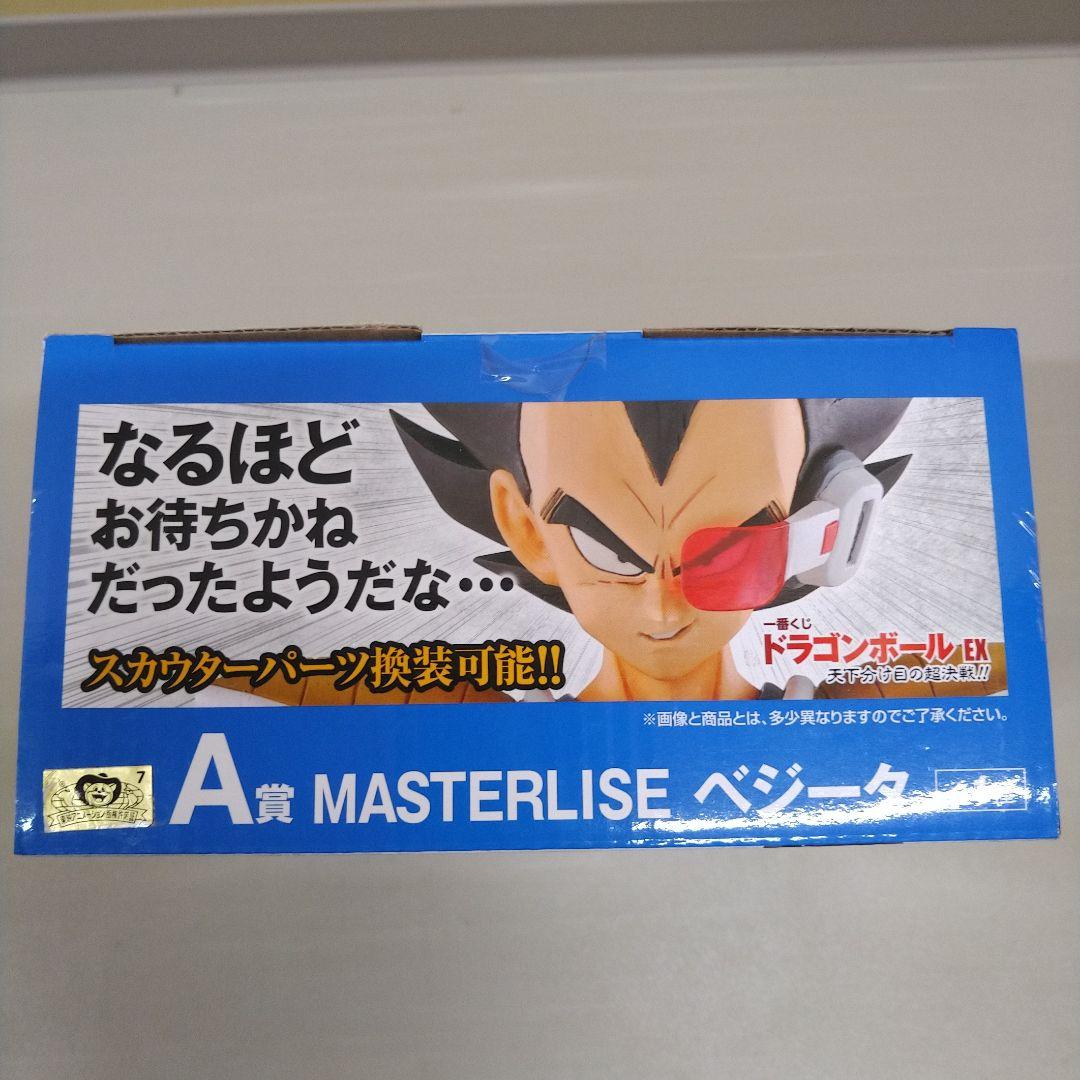 なるほど
お待ちかね
だったようだな…
スカウターパーツ換装可能!!
一番くじ
ドラゴンボール EX
天下分け目の超決戦!!
※画像と商品とは、多少異なりますのでご了承ください。
7
A賞 MASTERLISE ベジータ